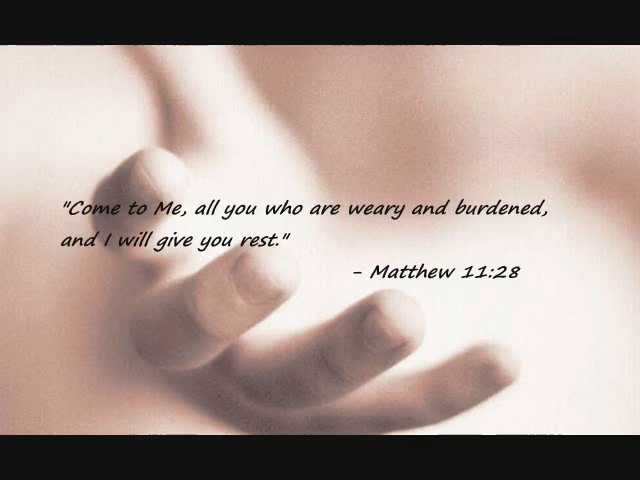 "Come to Me, all you who are weary and burdened,
and I will give you rest."
- Matthew 11:28